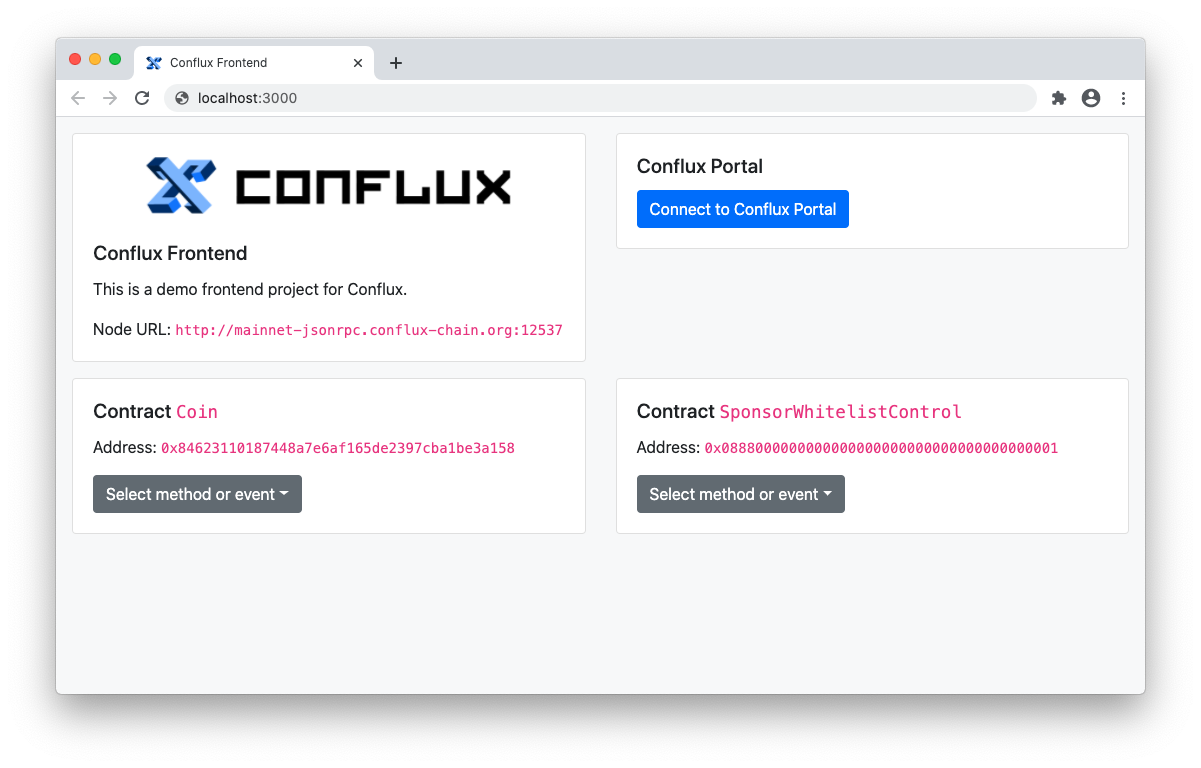 Conflux Frontend
localhost:3000
CONFLUX
Conflux Frontend
This is a demo frontend project for Conflux.
Node URL: http://mainnet-jsonrpc.conflux-chain.org:12537
Conflux Portal
Connect to Conflux Portal
Contract Coin
Address: 0x84623110187448a7e6af165de2397cba1be3a158
Select method or event
Contract SponsorWhitelistControl
Address: 0x0888000000000000000000000000000000000001
Select method or event